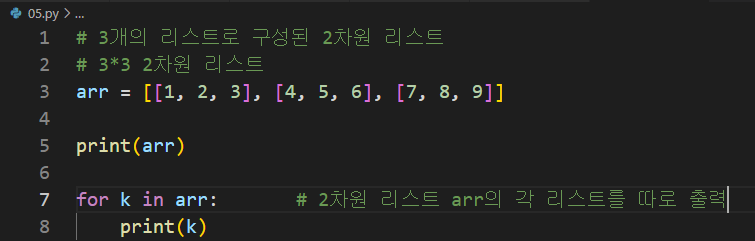 05.py > ...
1 # 3개의 리스트로 구성된 2차원 리스트
2 # 3*3 2차원 리스트
3 arr = [[1, 2, 3], [4, 5, 6], [7, 8, 9]]
4
5 print(arr)
6
7 for k in arr:        # 2차원 리스트 arr의 각 리스트를 따로 출력
8     print(k)